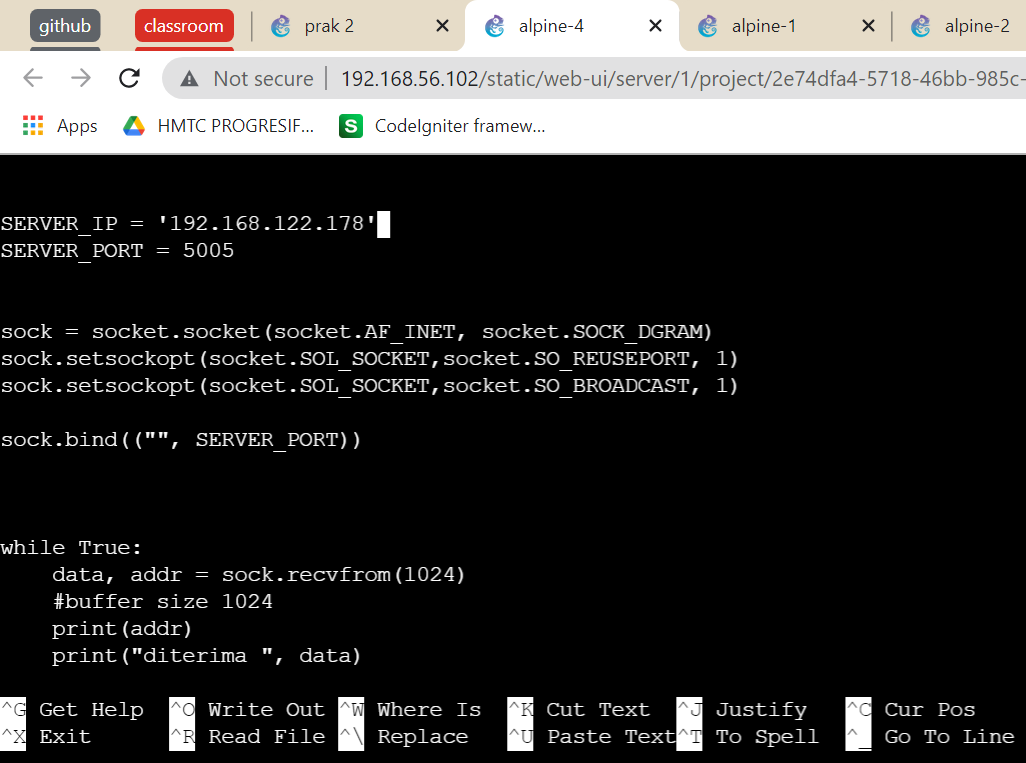 github classroom prak 2 alpine-4 alpine-1 alpine-2
Not secure 192.168.56.102/static/web-ui/server/1/project/2e74dfa4-5718-46bb-985c-
Apps HMTC PROGRESIF... S CodeIgniter framew...
SERVER_IP = '192.168.122.178'
SERVER_PORT = 5005
sock = socket.socket(socket.AF_INET, socket.SOCK_DGRAM)
sock.setsockopt(socket.SOL_SOCKET,socket.SO_REUSEPORT, 1)
sock.setsockopt(socket.SOL_SOCKET,socket.SO_BROADCAST, 1)
sock.bind(("", SERVER_PORT))
while True:
    data, addr = sock.recvfrom(1024)
    #buffer size 1024
    print(addr)
    print("diterima ", data)
^G Get Help ^O Write Out ^W Where Is ^K Cut Text ^J Justify ^C Cur Pos
^X Exit ^R Read File ^\ Replace ^U Paste Text ^T To Spell ^_ Go To Line